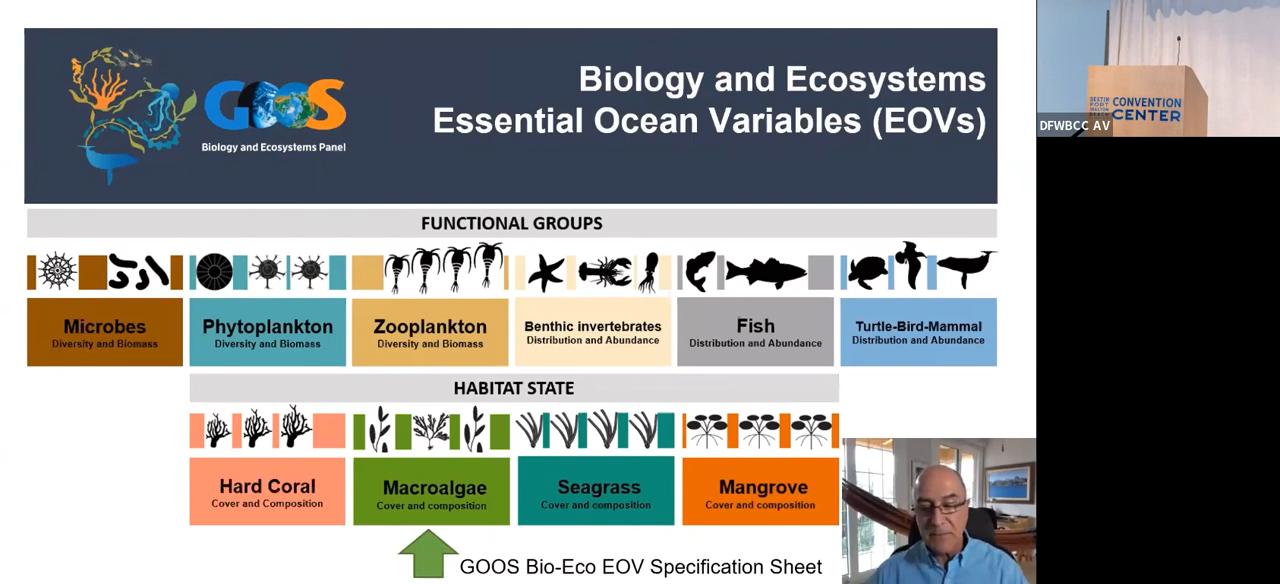 GOOS
Biology and Ecosystems Panel
Biology and Ecosystems
Essential Ocean Variables (EOVs)
FUNCTIONAL GROUPS
Microbes
Diversity and Biomass
Phytoplankton
Diversity and Biomass
Zooplankton
Diversity and Biomass
Benthic invertebrates
Distribution and Abundance
Fish
Distribution and Abundance
Turtle-Bird-Mammal
Distribution and Abundance
HABITAT STATE
Hard Coral
Cover and Composition
Macroalgae
Cover and composition
Seagrass
Cover and composition
Mangrove
Cover and composition
GOOS Bio-Eco EOV Specification Sheet
DESTIN
FORT
WALTON
CONVENTION
CENTER
DFWBCC AV